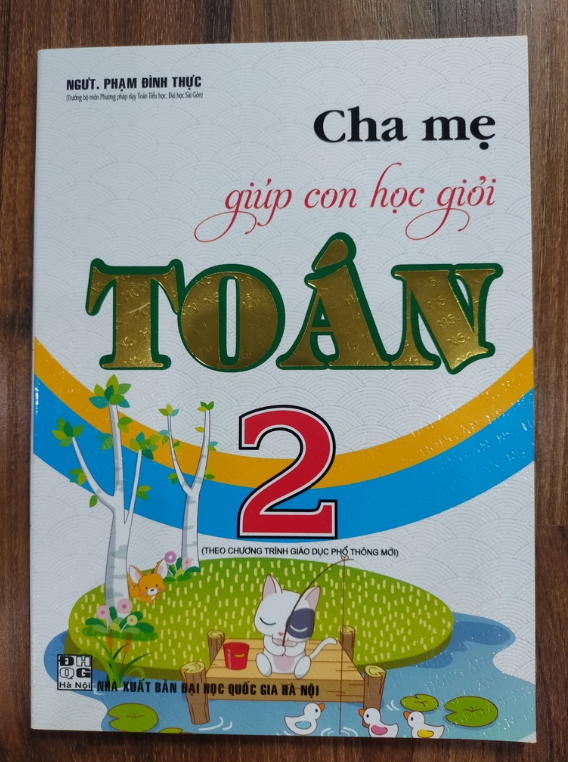 NGƯT. PHẠM ĐÌNH THỰC
(Trưởng bộ môn Phương pháp dạy Toán Tiểu học, Đại học Sài Gòn)
Cha mẹ
giúp con học giỏi
TOÁN
2
(THEO CHƯƠNG TRÌNH GIÁO DỤC PHỔ THÔNG MỚI)
ĐH
QG
Hà Nội
NHÀ XUẤT BẢN ĐẠI HỌC QUỐC GIA HÀ NỘI